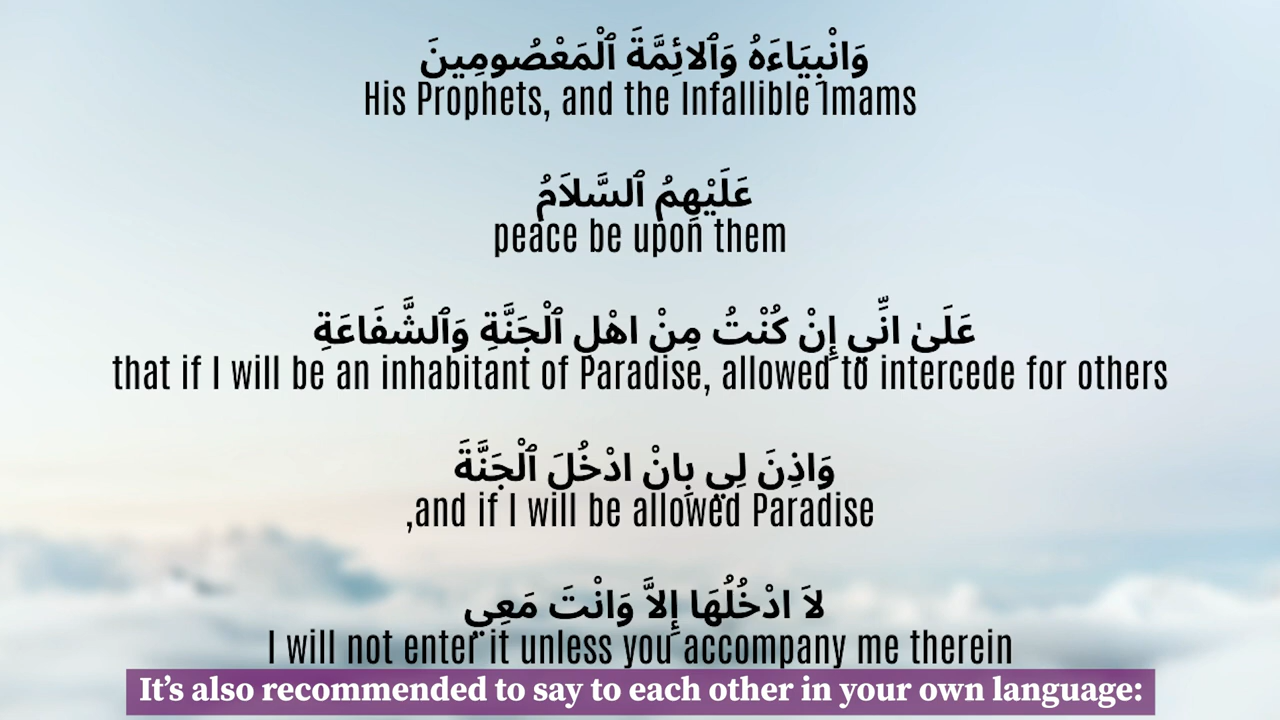 وَانْبِيَاءَهُ وَٱلائِمَّةَ ٱلْمَعْصُومِينَ
His Prophets, and the Infallible Imams
عَلَيْهِمُ ٱلسَّلاَمُ
peace be upon them
عَلَىٰ انِّي إِنْ كُنْتُ مِنْ اهْلِ ٱلْجَنَّةِ وَٱلشَّفَاعَةِ
that if I will be an inhabitant of Paradise, allowed to intercede for others
وَاذِنَ لِي بِانْ ادْخُلَ ٱلْجَنَّةَ
,and if I will be allowed Paradise
لاَ ادْخُلُهَا إِلاَّ وَانْتَ مَعِي
I will not enter it unless you accompany me therein
It’s also recommended to say to each other in your own language: